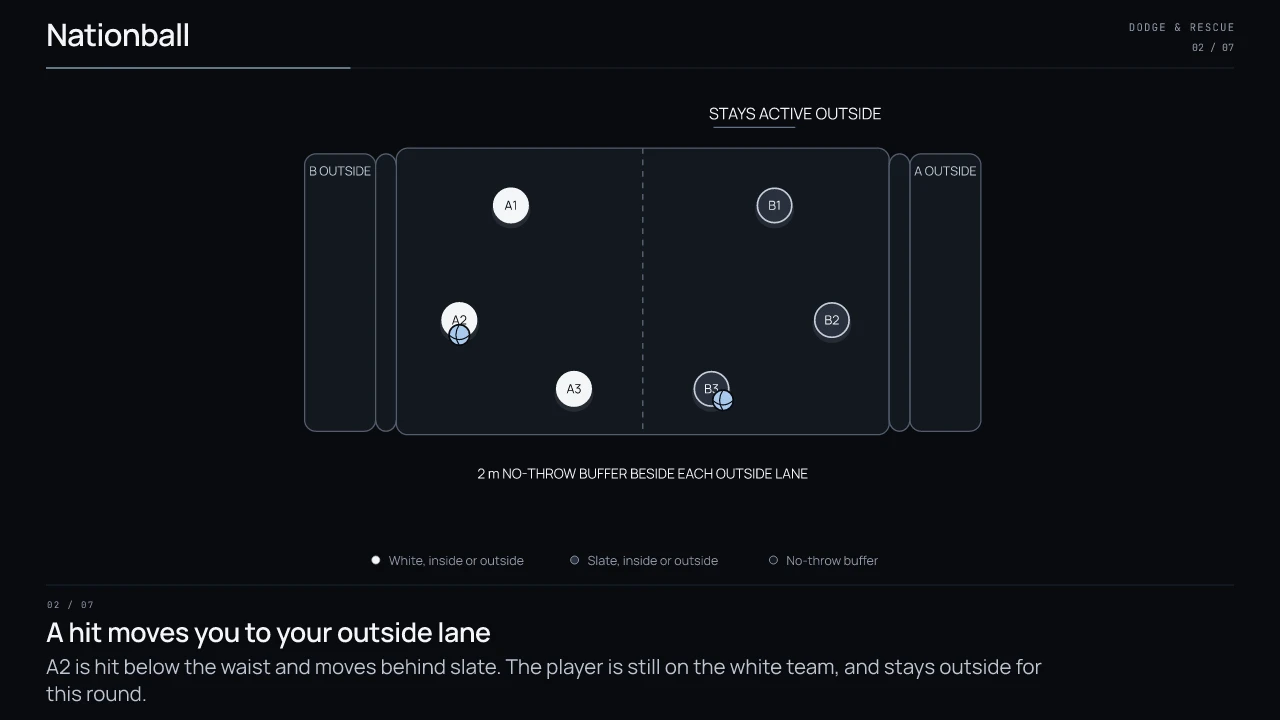 Nationball
DODGE & RESCUE
02 / 07
STAYS ACTIVE OUTSIDE
B OUTSIDE
A OUTSIDE
A1
B1
A2
B2
A3
B3
2 m NO-THROW BUFFER BESIDE EACH OUTSIDE LANE
White, inside or outside
Slate, inside or outside
No-throw buffer
02 / 07
A hit moves you to your outside lane
A2 is hit below the waist and moves behind slate. The player is still on the white team, and stays outside for
this round.